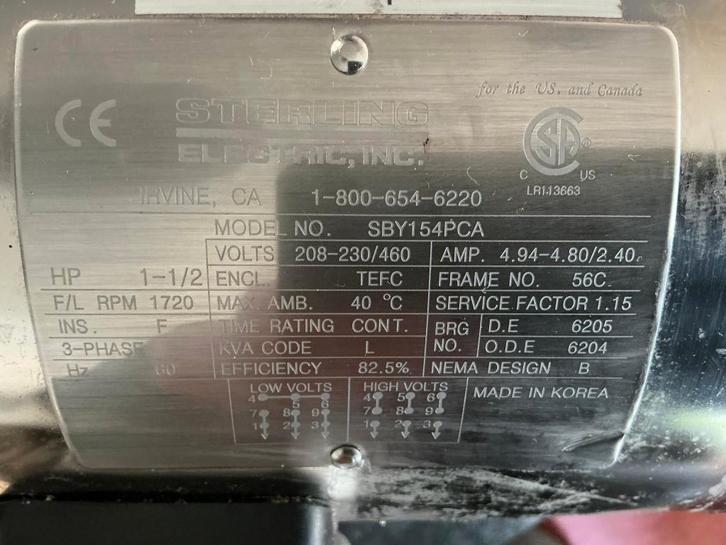 for the US. and Canada
CE
STERLING
ELECTRIC, INC.
CSA
C US
LR113663
IRVINE, CA 1-800-654-6220
MODEL NO. SBY154PCA
VOLTS 208-230/460 AMP. 4.94-4.80/2.40
HP 1-1/2 ENCL. TEFC FRAME NO. 56C
F/L RPM 1720 MAX. AMB. 40 °C SERVICE FACTOR 1.15
INS. F TIME RATING CONT. BRG D.E 6205
3-PHASE KVA CODE L NO. O.D.E 6204
Hz 60 EFFICIENCY 82.5% NEMA DESIGN B
LOW VOLTS HIGH VOLTS MADE IN KOREA
4 5 6 4 5 6
7 8 9 7 8 9
1 2 3 1 2 3